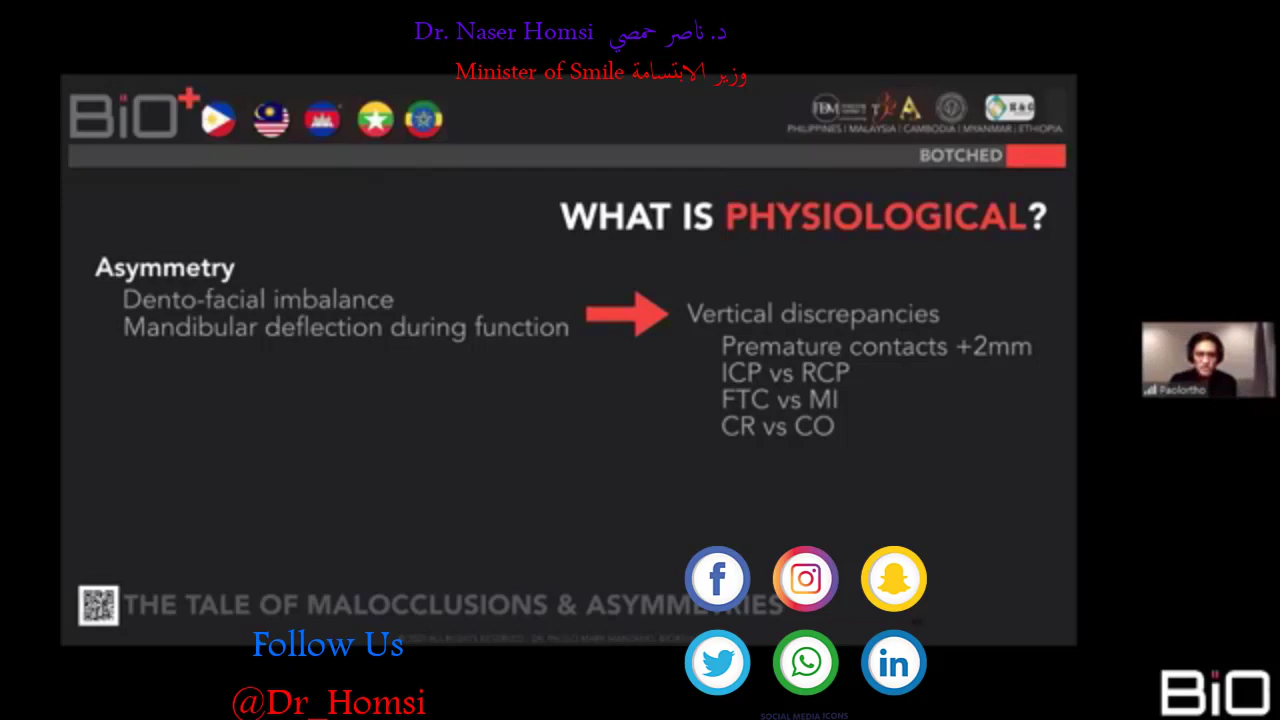 Dr. Naser Homsi د. ناصر حمصي
Minister of Smile وزير الابتسامة
BiO+
PHILIPPINES | MALAYSIA | CAMBODIA | MYANMAR | ETHIOPIA
BOTCHED
WHAT IS PHYSIOLOGICAL?
Asymmetry
Dento-facial imbalance
Mandibular deflection during function
Vertical discrepancies
Premature contacts +2mm
ICP vs RCP
FTC vs MI
CR vs CO
Paolortho
THE TALE OF MALOCCLUSIONS & ASYMMETRIES
Follow Us
@Dr_Homsi
SOCIAL MEDIA ICONS
BiO